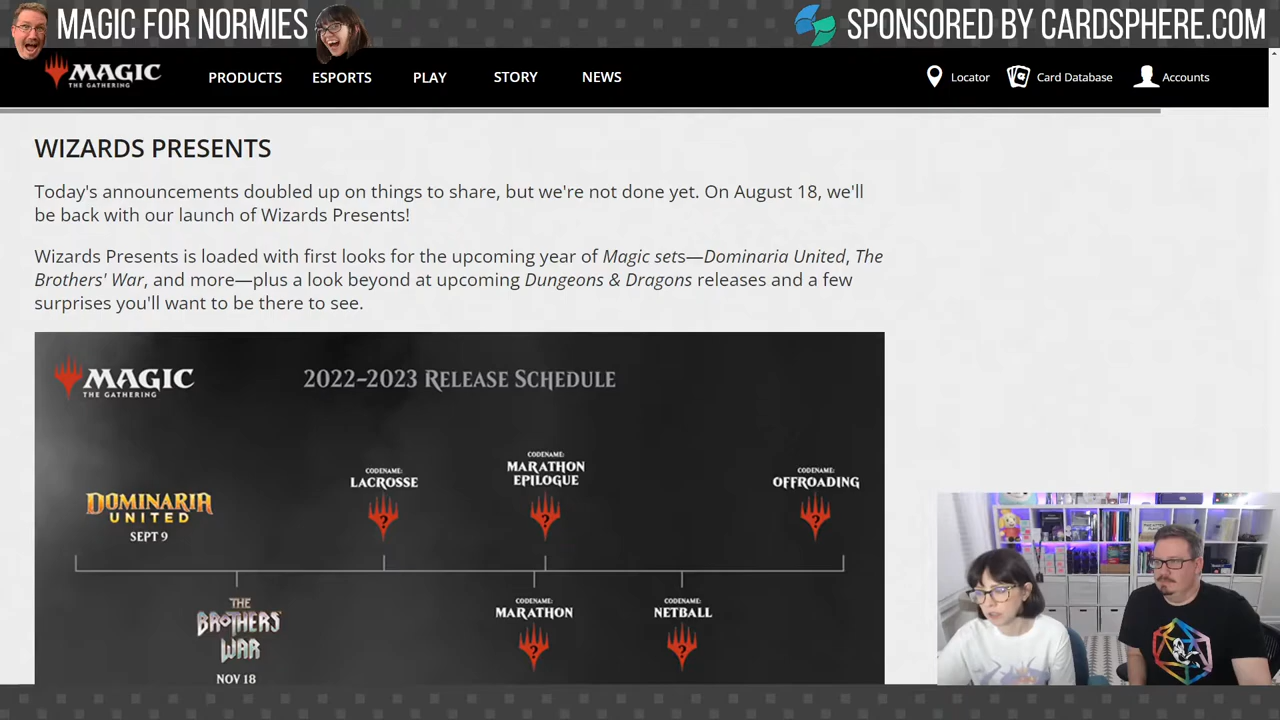 MAGIC FOR NORMIES
SPONSORED BY CARDSPHERE.COM
MAGIC
THE GATHERING
PRODUCTS
ESPORTS
PLAY
STORY
NEWS
Locator
Card Database
Accounts
WIZARDS PRESENTS
Today's announcements doubled up on things to share, but we're not done yet. On August 18, we'll
be back with our launch of Wizards Presents!
Wizards Presents is loaded with first looks for the upcoming year of Magic sets—Dominaria United, The
Brothers' War, and more—plus a look beyond at upcoming Dungeons & Dragons releases and a few
surprises you'll want to be there to see.
MAGIC
THE GATHERING
2022-2023 RELEASE SCHEDULE
DOMINARIA
UNITED
SEPT 9
CODENAME:
LACROSSE
?
CODENAME:
MARATHON
EPILOGUE
?
CODENAME:
OFFROADING
?
THE
BROTHERS'
WAR
NOV 18
CODENAME:
MARATHON
?
CODENAME:
NETBALL
?